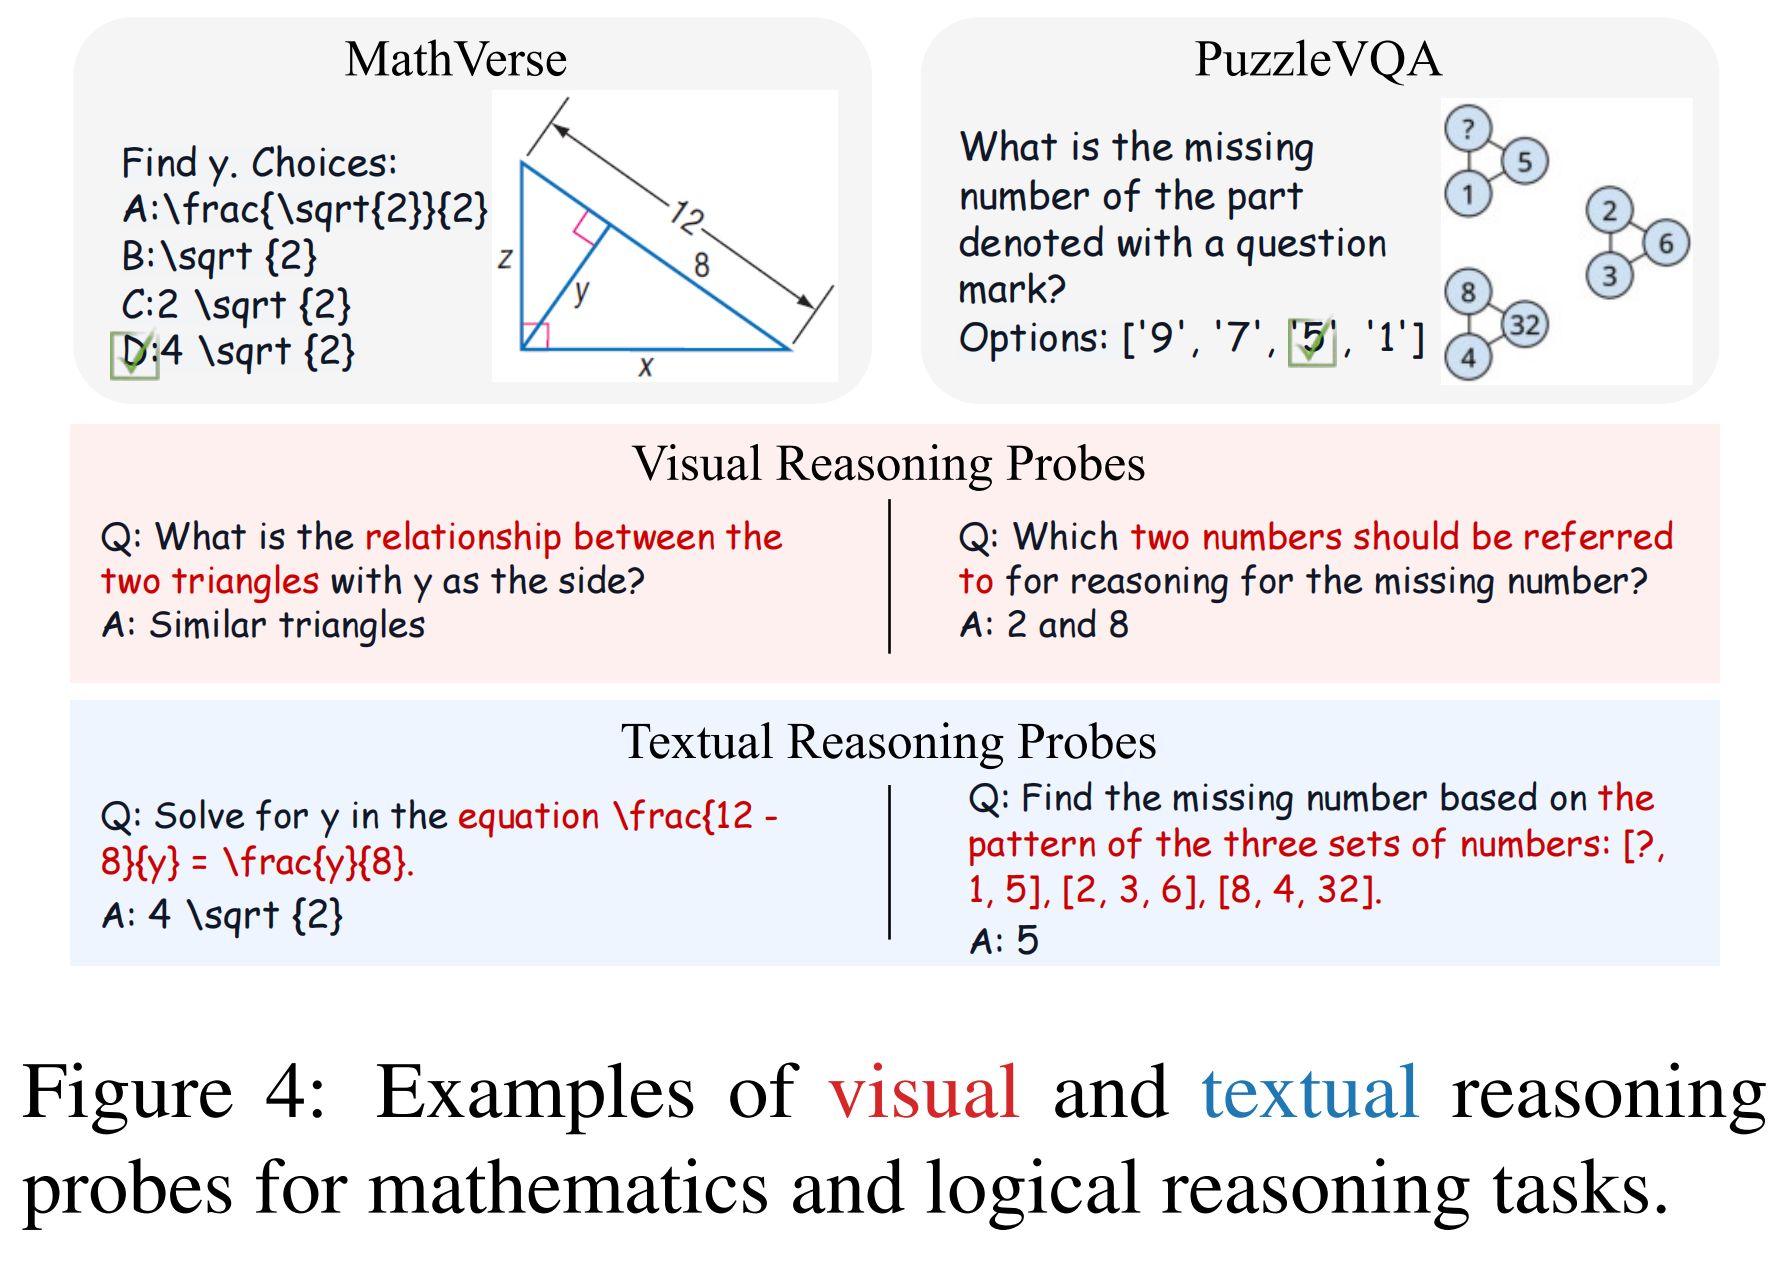 MathVerse
Find y. Choices:
A:\frac{\sqrt{2}}{2}
B:\sqrt {2}
C:2 \sqrt {2}
D:4 \sqrt {2}
12
8
z
y
x
PuzzleVQA
What is the missing
number of the part
denoted with a question
mark?
Options: ['9', '7', '5', '1']
?
5
1
2
6
3
8
32
4
Visual Reasoning Probes
Q: What is the relationship between the
two triangles with y as the side?
A: Similar triangles
Q: Which two numbers should be referred
to for reasoning for the missing number?
A: 2 and 8
Textual Reasoning Probes
Q: Solve for y in the equation \frac{12 -
8}{y} = \frac{y}{8}.
A: 4 \sqrt {2}
Q: Find the missing number based on the
pattern of the three sets of numbers: [?,
1, 5], [2, 3, 6], [8, 4, 32].
A: 5
Figure 4: Examples of visual and textual reasoning
probes for mathematics and logical reasoning tasks.